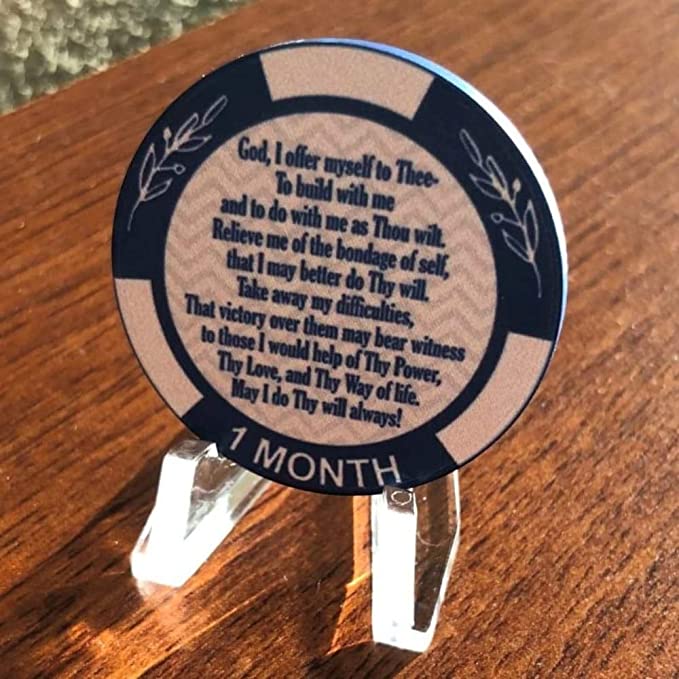 God, I offer myself to Thee-
To build with me
and to do with me as Thou wilt.
Relieve me of the bondage of self,
that I may better do Thy will.
Take away my difficulties,
That victory over them may bear witness
to those I would help of Thy Power,
Thy Love, and Thy Way of life.
May I do Thy will always!
1 MONTH